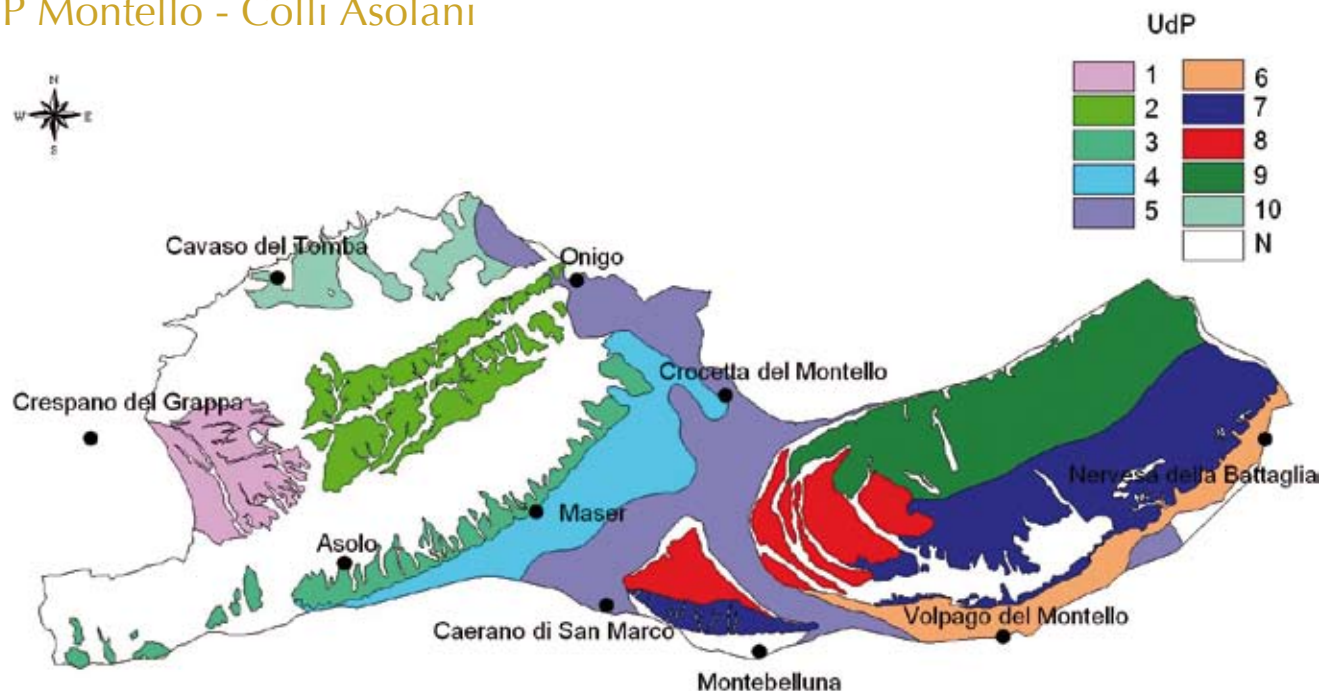 P Montello - Colli Asolani
UdP
1 6
2 7
3 8
4 9
5 10
N
N
W E
S
Cavaso del Tomba
Onigo
Crespano del Grappa
Crocetta del Montello
Nervesa della Battaglia
Maser
Asolo
Caerano di San Marco
Volpago del Montello
Montebelluna